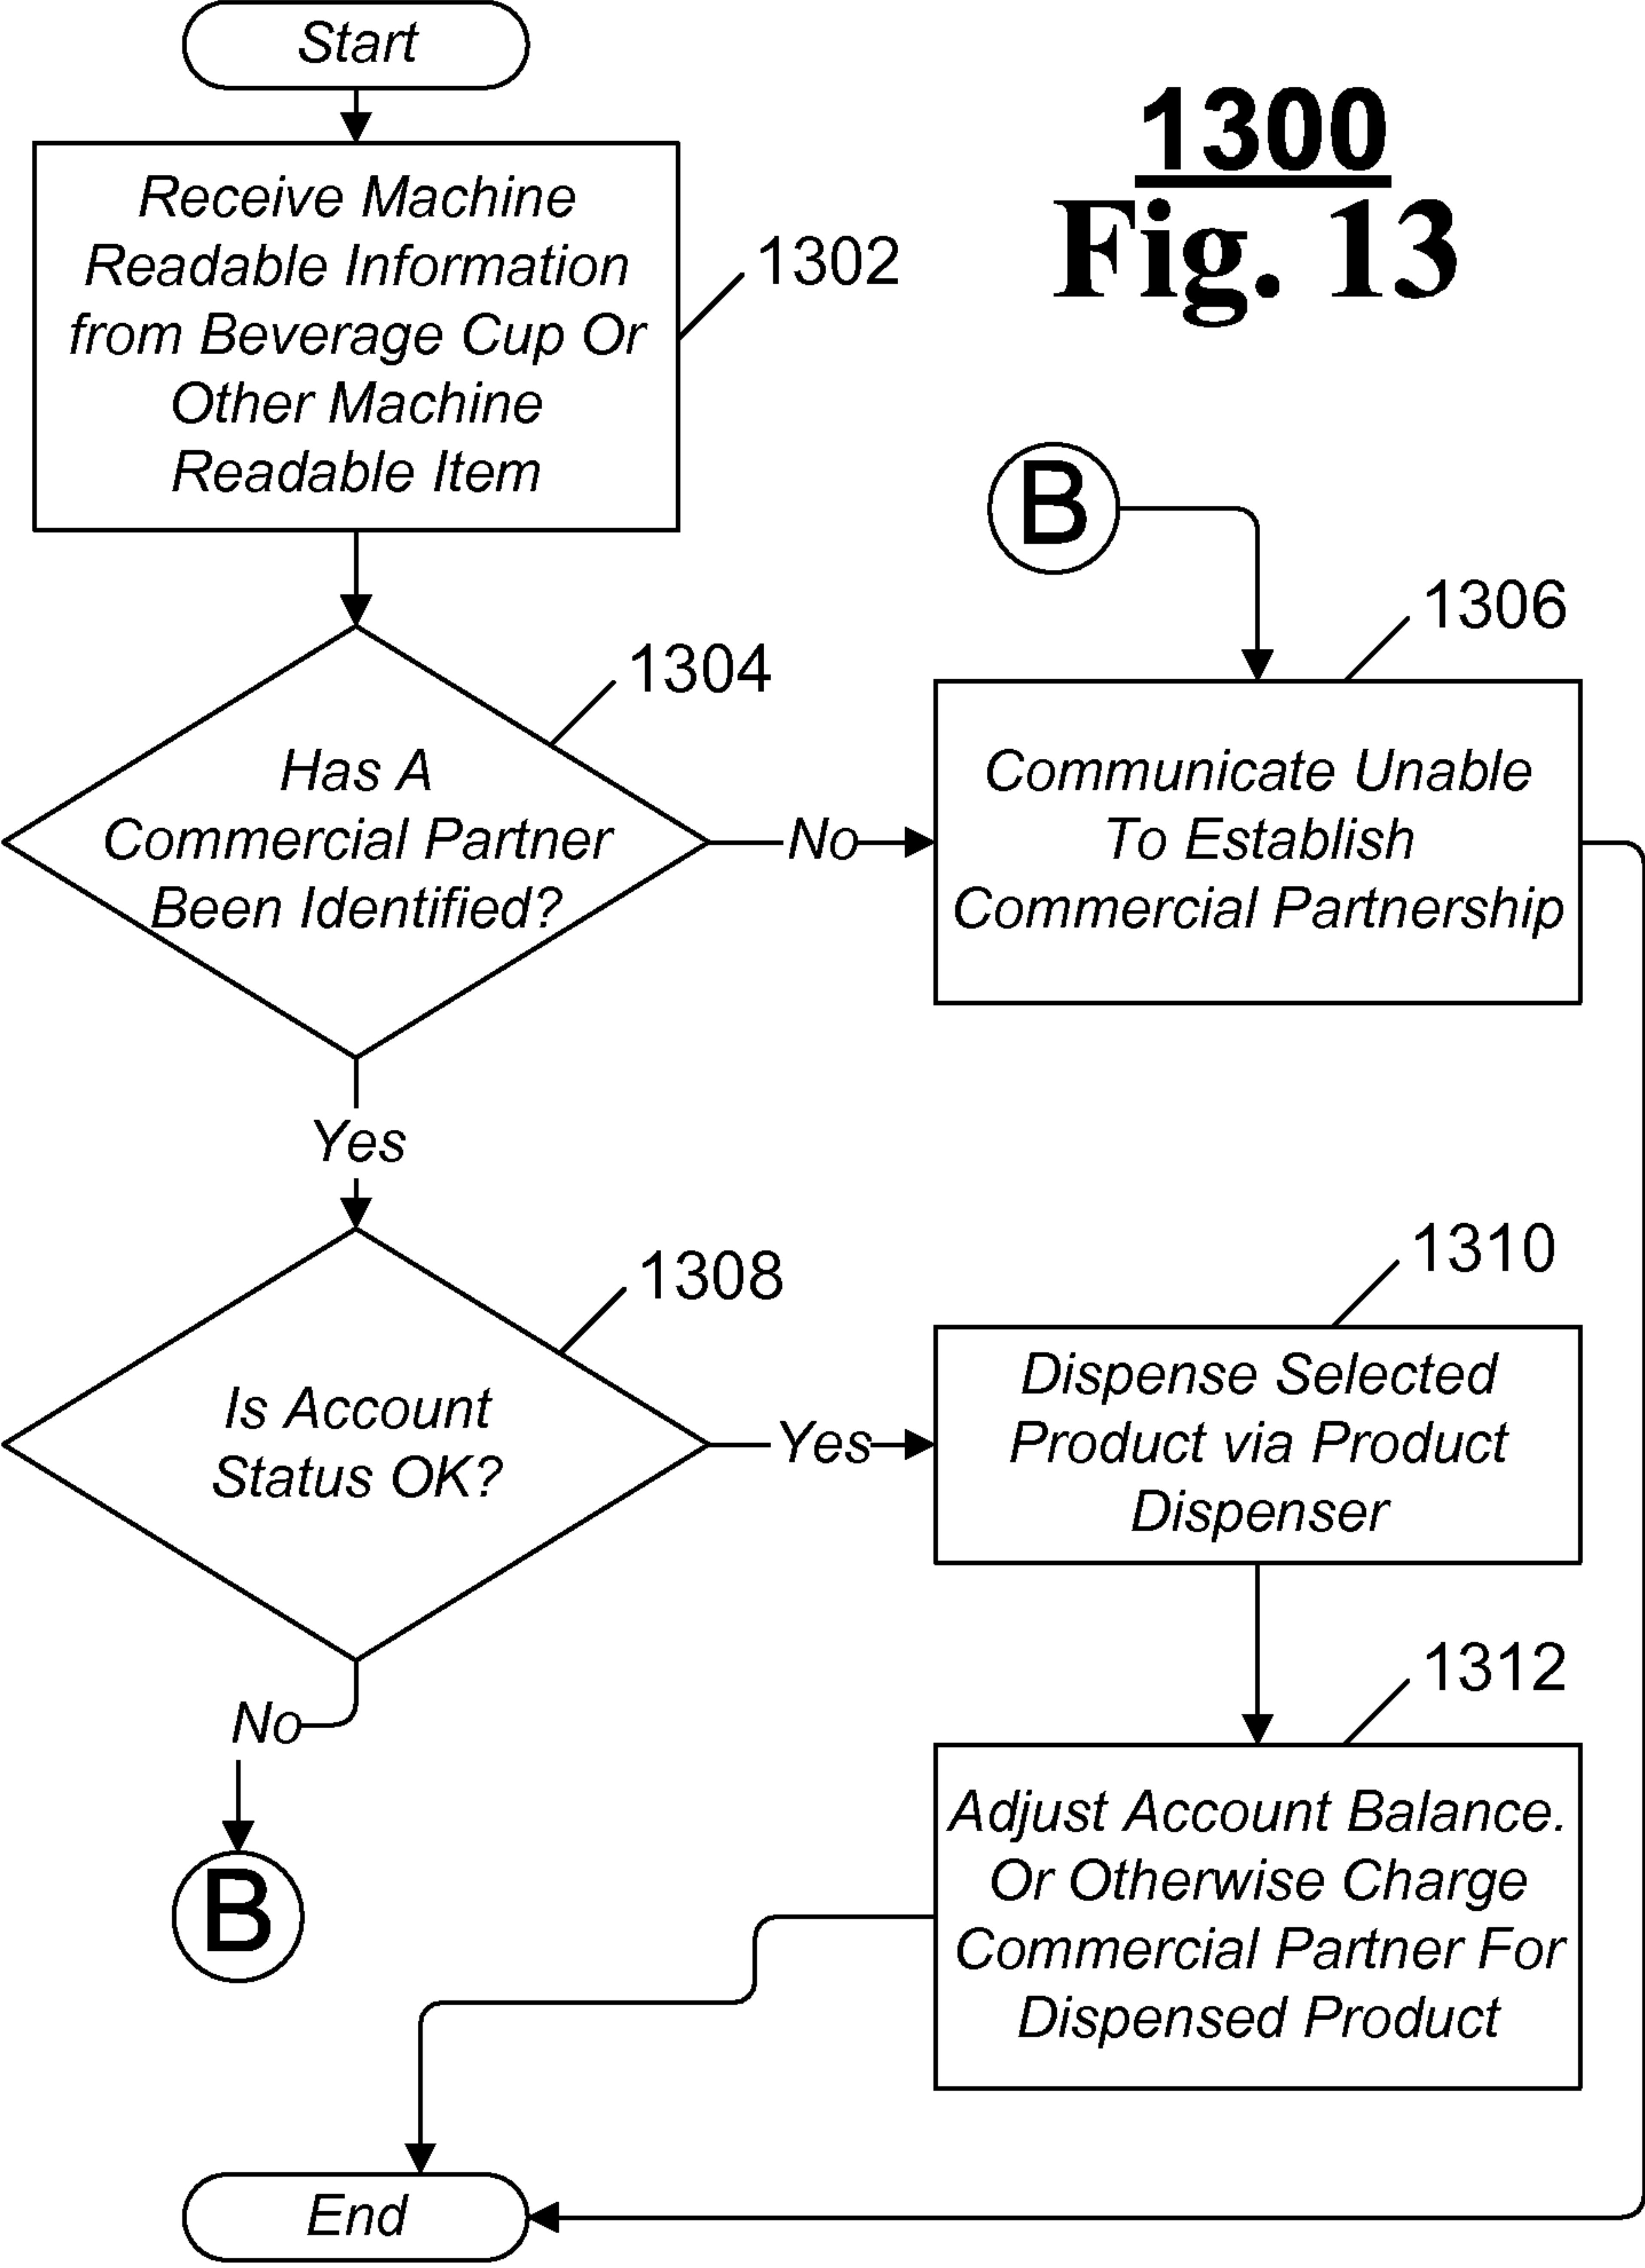 Start
1300
Fig. 13
Receive Machine
Readable Information
from Beverage Cup Or
Other Machine
Readable Item
1302
B
1306
1304
Has A
Commercial Partner
Been Identified?
No
Communicate Unable
To Establish
Commercial Partnership
Yes
1308
1310
Is Account
Status OK?
Yes
Dispense Selected
Product via Product
Dispenser
1312
No
B
Adjust Account Balance.
Or Otherwise Charge
Commercial Partner For
Dispensed Product
End